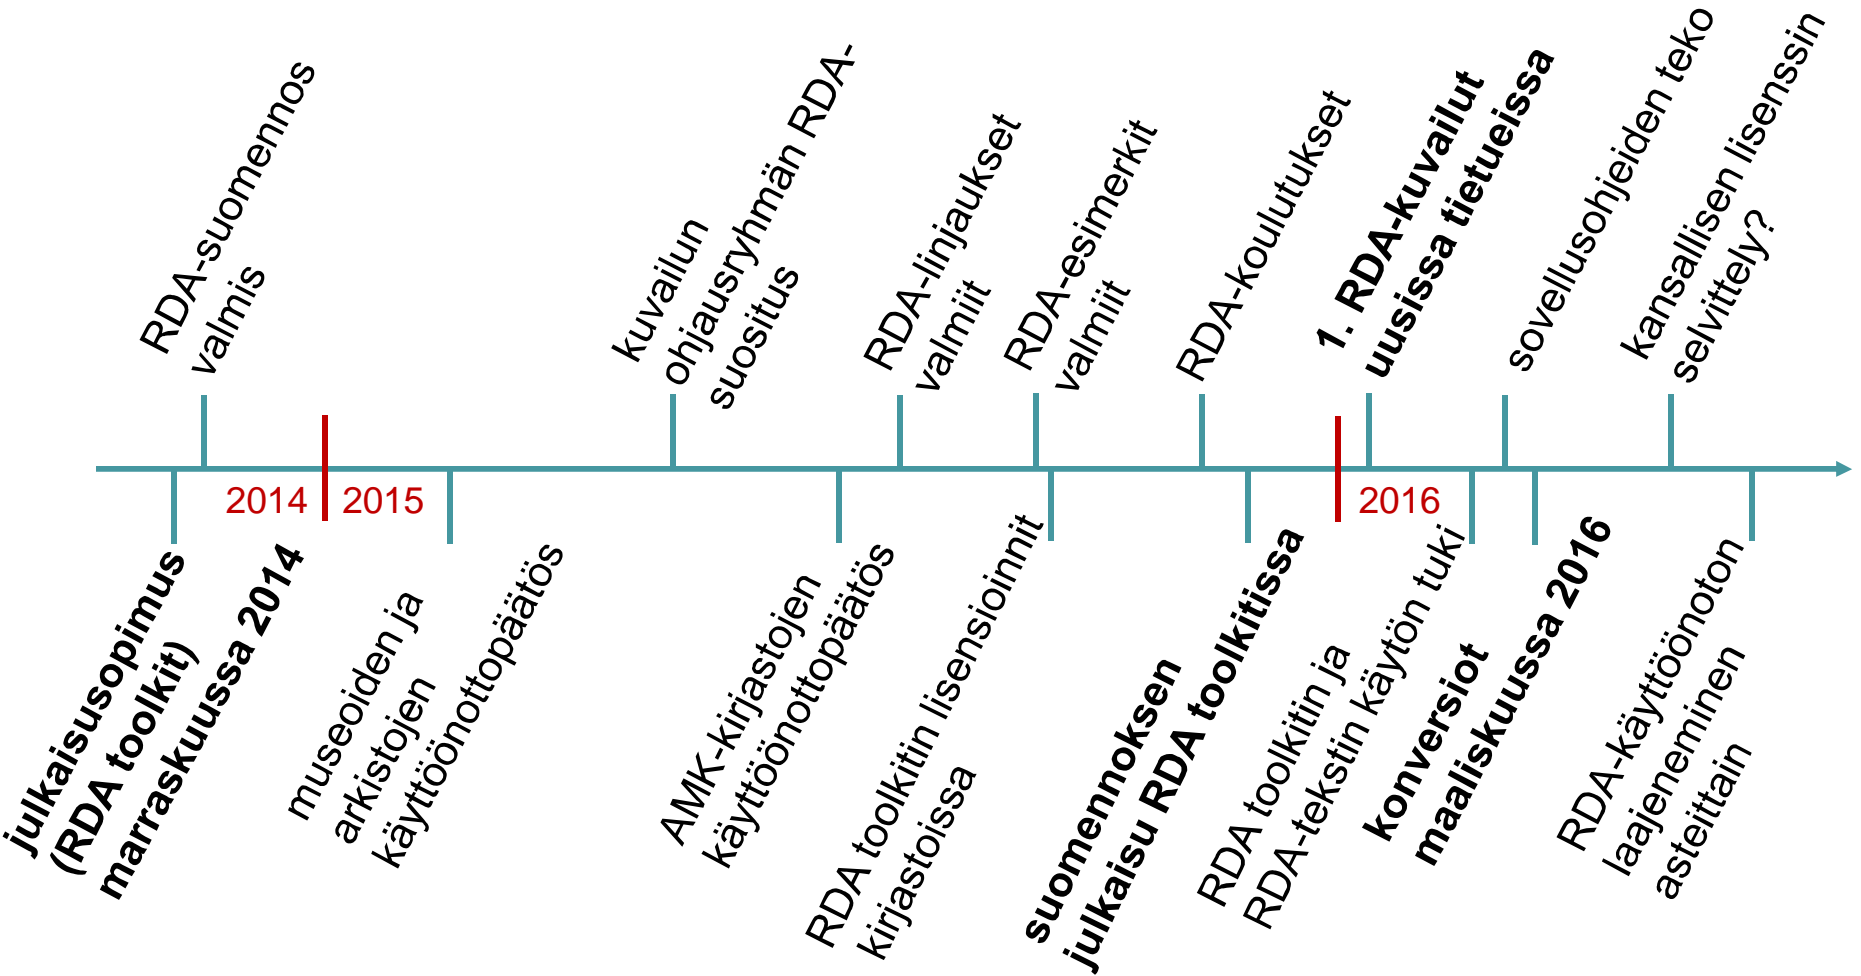 RDA-suomennos
valmis
kuvailun
ohjausryhmän RDA-
suositus
RDA-linjaukset
valmiit
RDA-esimerkit
valmiit
RDA-koulutukset
1. RDA-kuvailut
uusissa tietueissa
sovellusohjeiden teko
kansallisen lisenssin
selvittely?
2014
2015
2016
julkaisusopimus
(RDA toolkit)
marraskuussa 2014
museoiden ja
arkistojen
käyttöönottopäätös
AMK-kirjastojen
käyttöönottopäätös
RDA toolkitin lisensioinnit
kirjastoissa
suomennoksen
julkaisu RDA toolkitissa
RDA toolkitin ja
RDA-tekstin käytön tuki
konversiot
maaliskuussa 2016
RDA-käyttöönoton
laajeneminen
asteittain